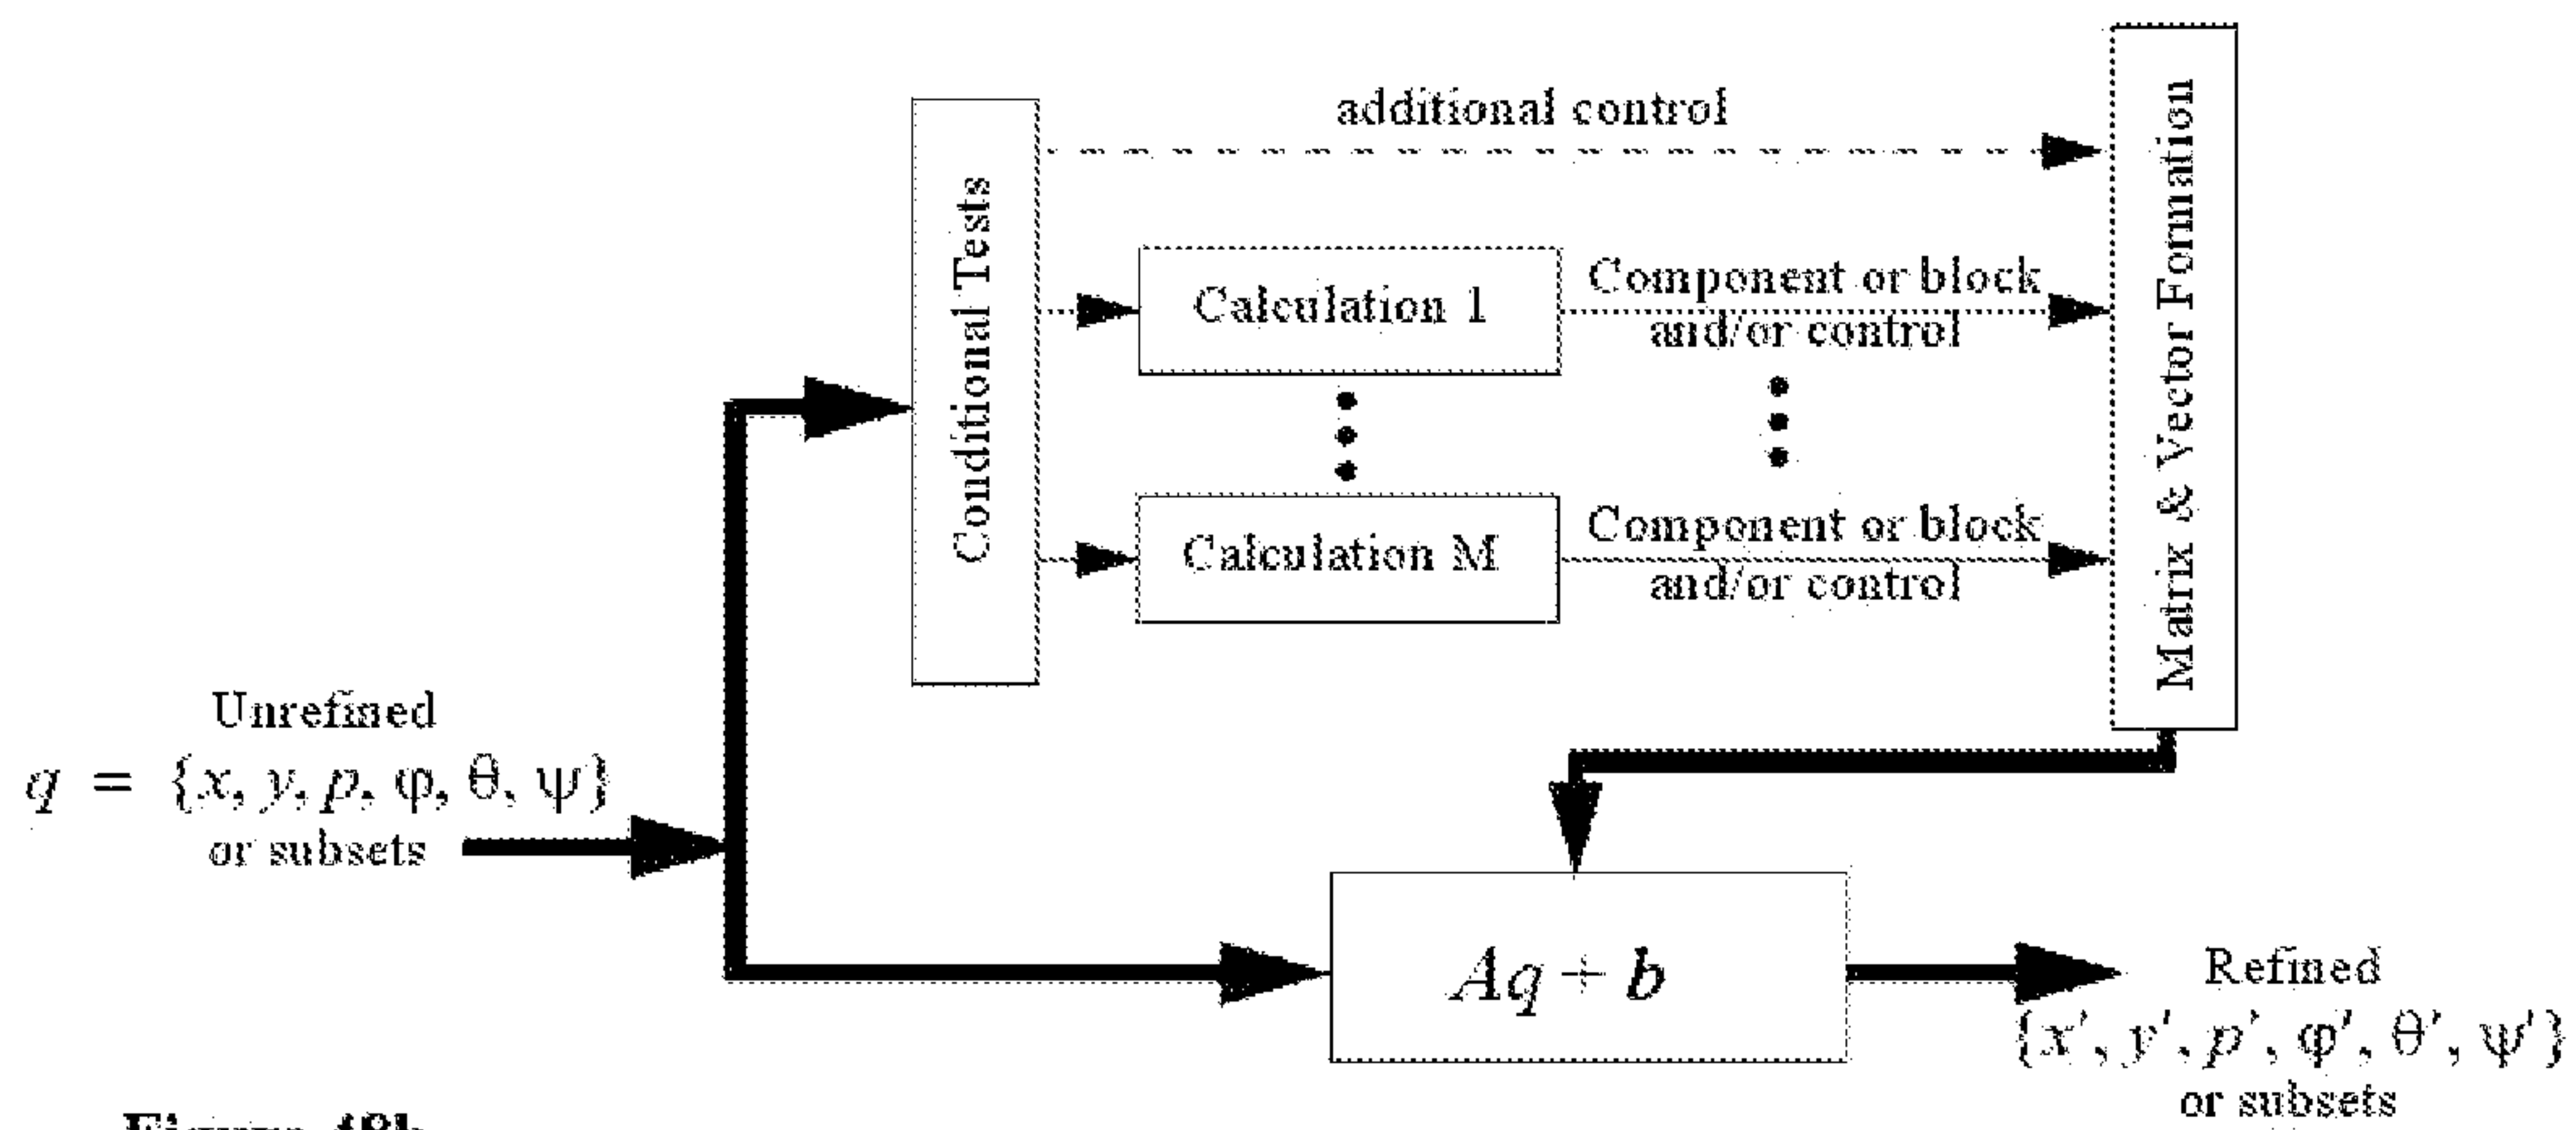 additional control
Conditional Tests
Matrix & Vector Formation
Calculation 1
Component or block
and/or control
Calculation M
Component or block
and/or control
Unrefined
q = {x, y, p, φ, θ, ψ}
or subsets
Aq + b
Refined
{x', y', p', φ', θ', ψ'}
or subsets